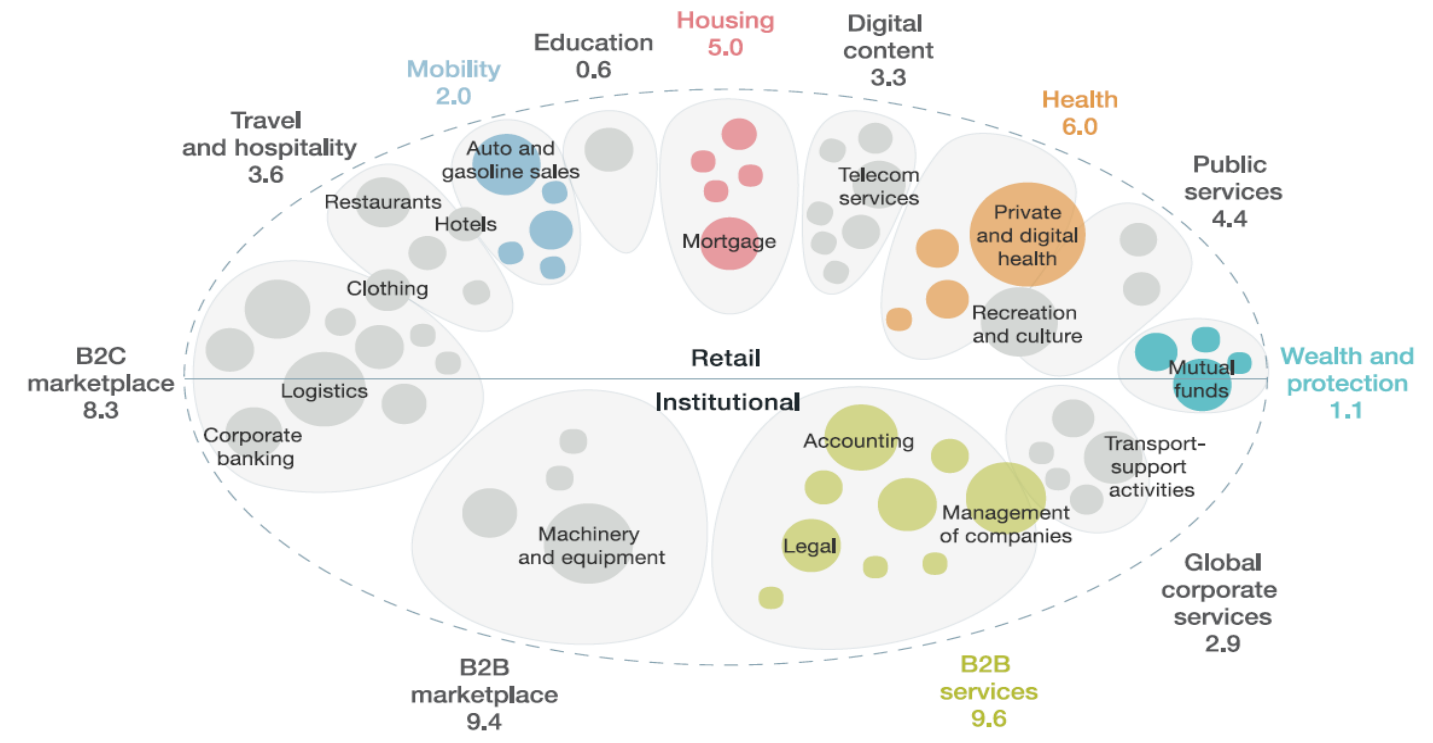 Housing
5.0
Digital
content
3.3
Education
0.6
Mobility
2.0
Health
6.0
Travel
and hospitality
3.6
Public
services
4.4
Auto and
gasoline sales
Restaurants
Hotels
Clothing
Mortgage
Telecom
services
Private
and digital
health
Recreation
and culture
B2C
marketplace
8.3
Retail
Wealth and
protection
1.1
Mutual
funds
Logistics
Institutional
Corporate
banking
Accounting
Transport-
support
activities
Machinery
and equipment
Legal
Management
of companies
Global
corporate
services
2.9
B2B
marketplace
9.4
B2B
services
9.6